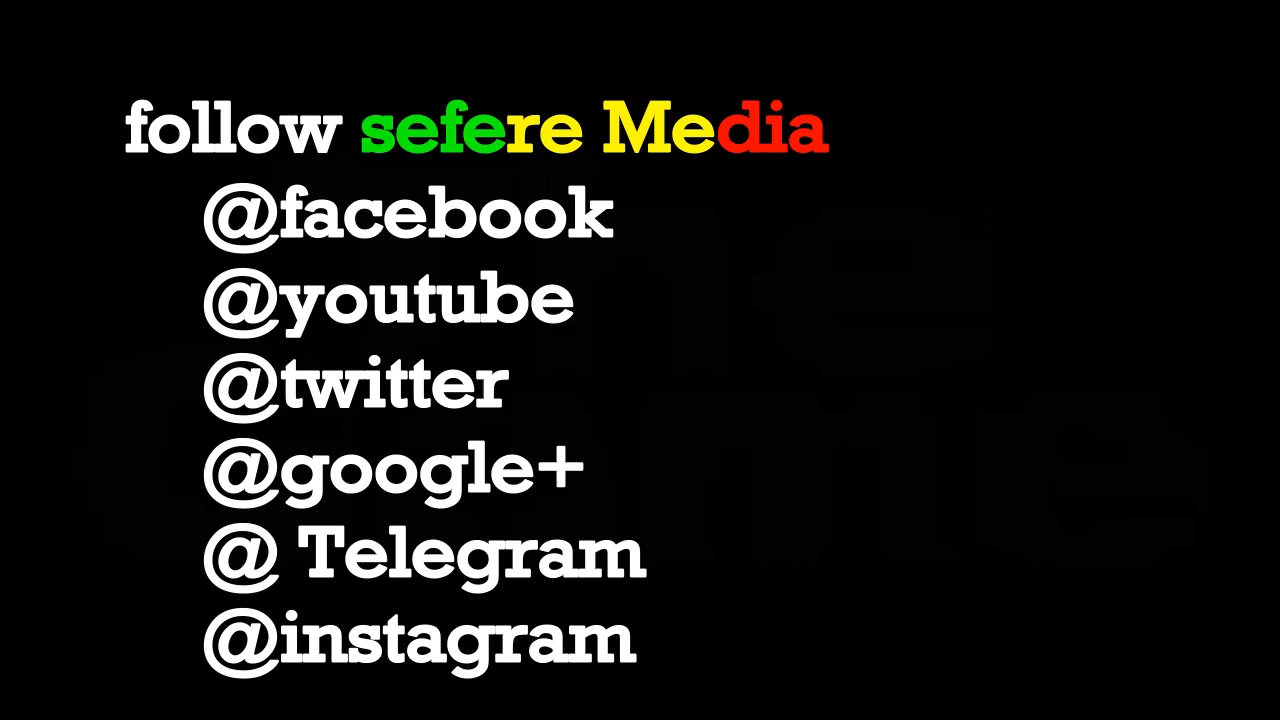 follow sefere Media
@facebook
@youtube
@twitter
@google+
@ Telegram
@instagram